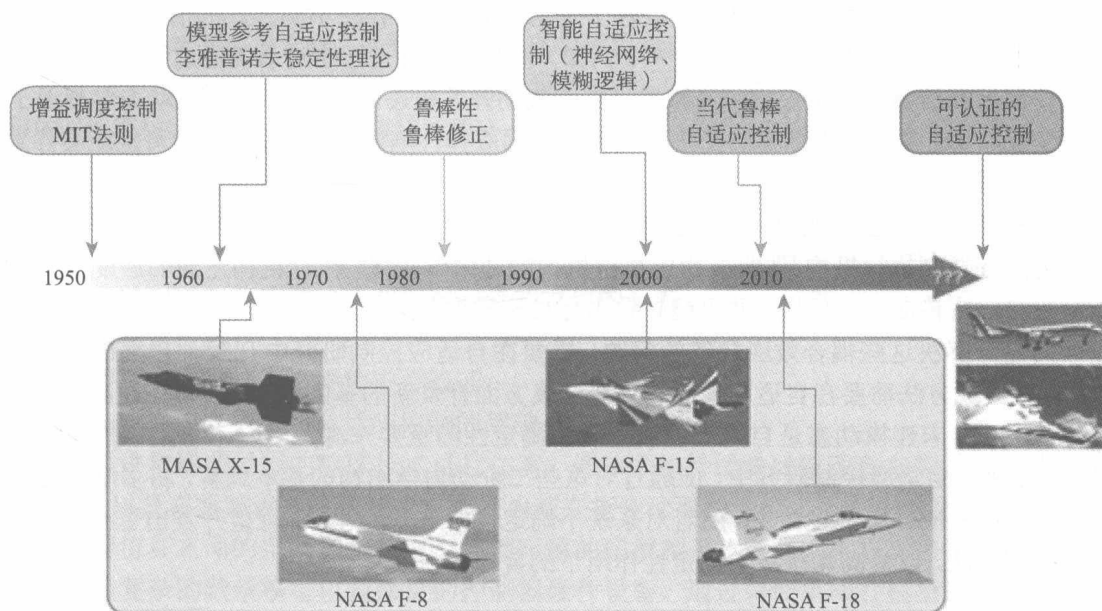 模型参考自适应控制
李雅普诺夫稳定性理论
智能自适应控
制（神经网络、
模糊逻辑）
增益调度控制
MIT法则
鲁棒性
鲁棒修正
当代鲁棒
自适应控制
可认证的
自适应控制
1950 1960 1970 1980 1990 2000 2010 ???
MASA X-15
NASA F-15
NASA F-8
NASA F-18